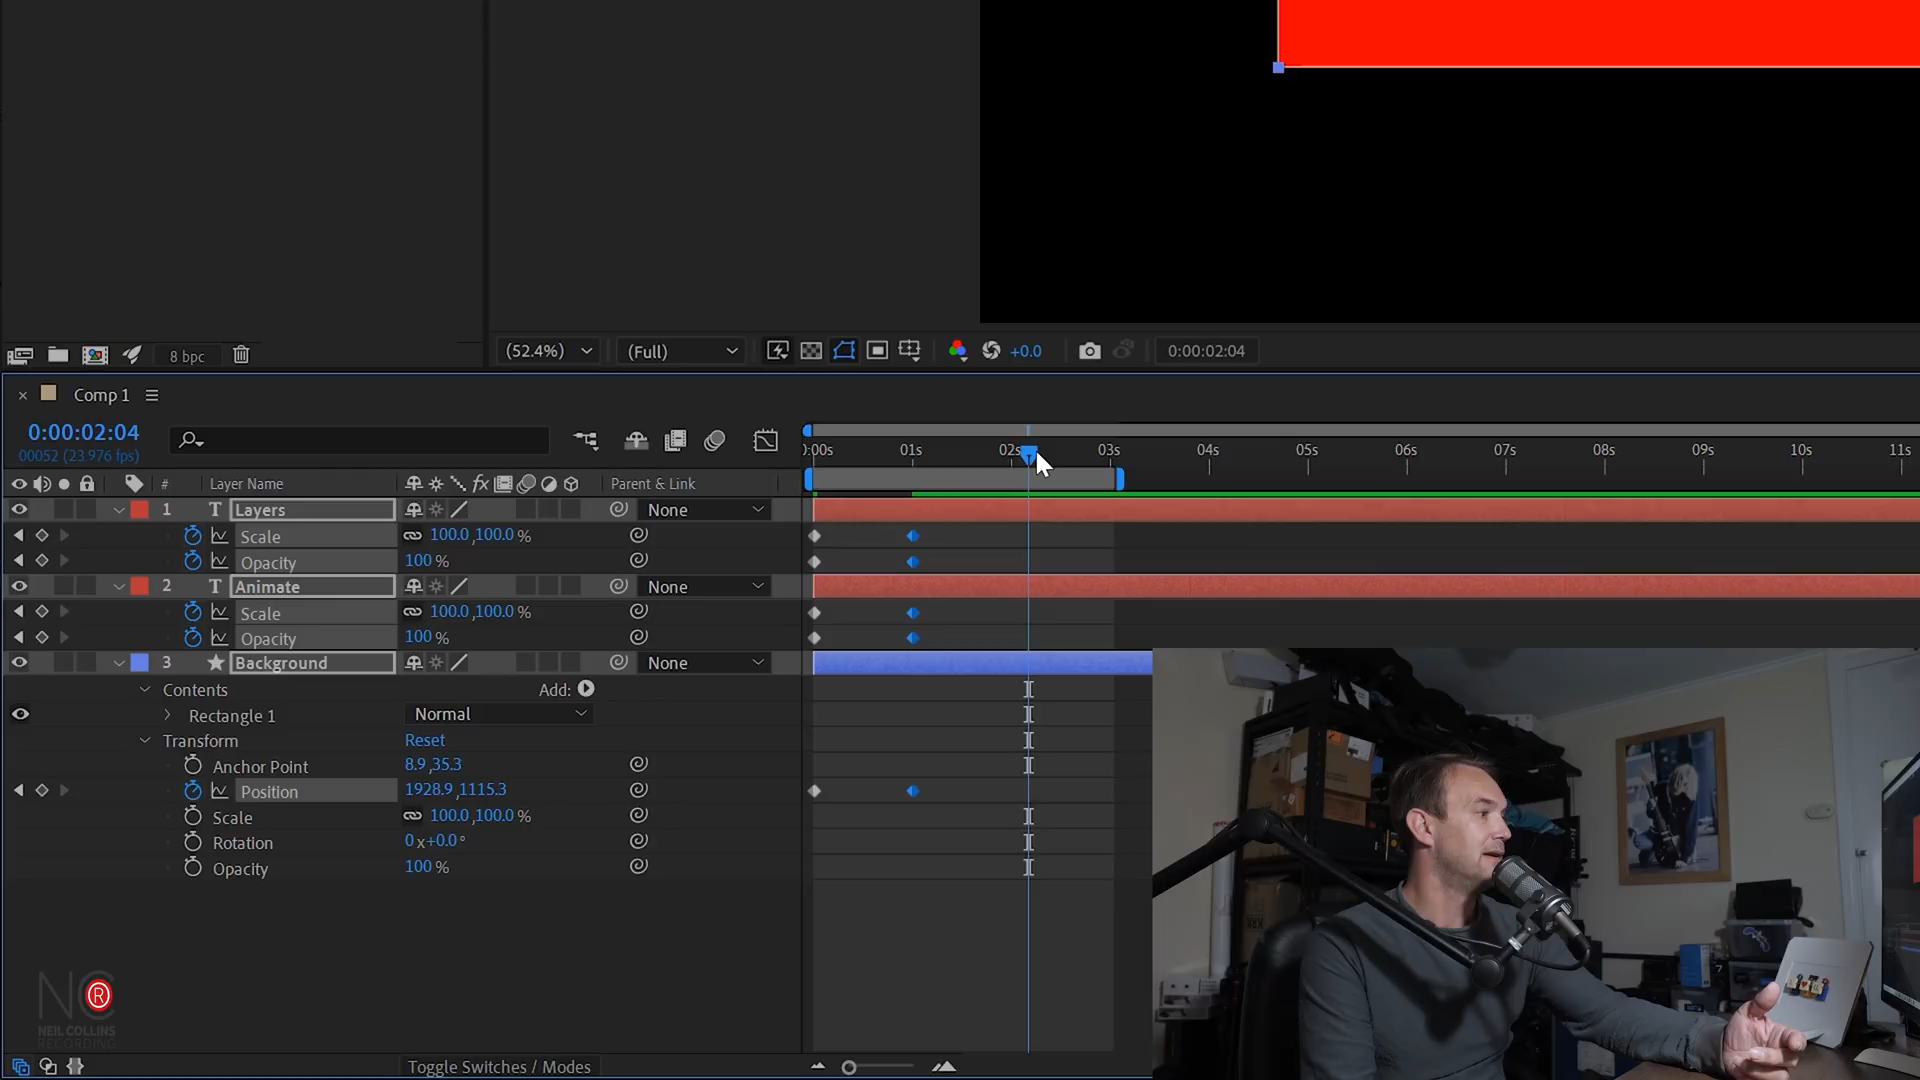 8 bpc
(52.4%)
(Full)
+0.0
0:00:02:04
Comp 1
0:00:02:04
00052 (23.976 fps)
0:00s 01s 02s 03s 04s 05s 06s 07s 08s 09s 10s 11s
# Layer Name fx Parent & Link
1 T Layers None
Scale 100.0,100.0 %
Opacity 100 %
2 T Animate None
Scale 100.0,100.0 %
Opacity 100 %
3 Background None
Contents Add:
Rectangle 1 Normal
Transform Reset
Anchor Point 8.9,35.3
Position 1928.9,1115.3
Scale 100.0,100.0 %
Rotation 0x+0.0°
Opacity 100 %
NC R
NEIL COLLINS
RECORDING
Toggle Switches / Modes